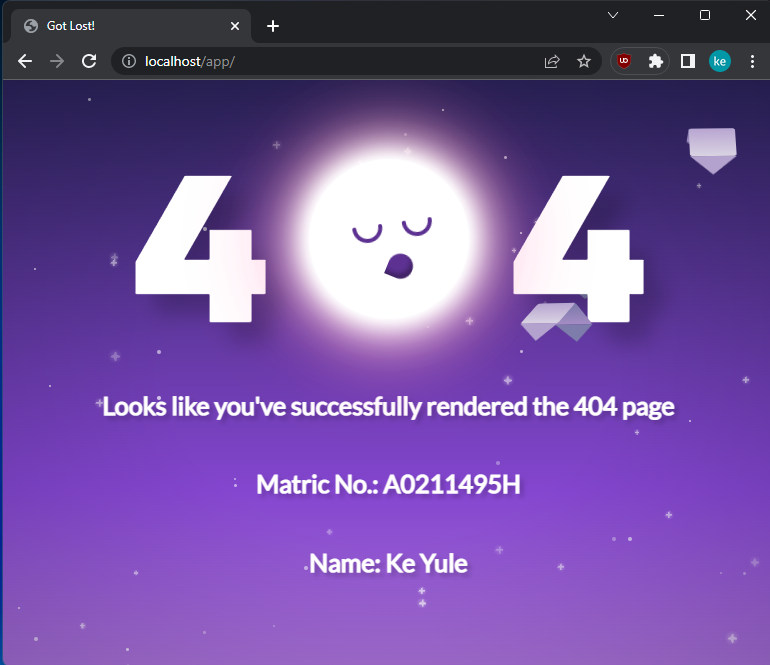 Got Lost!
localhost/app/
UD
ke
4 4
Looks like you've successfully rendered the 404 page
Matric No.: A0211495H
Name: Ke Yule